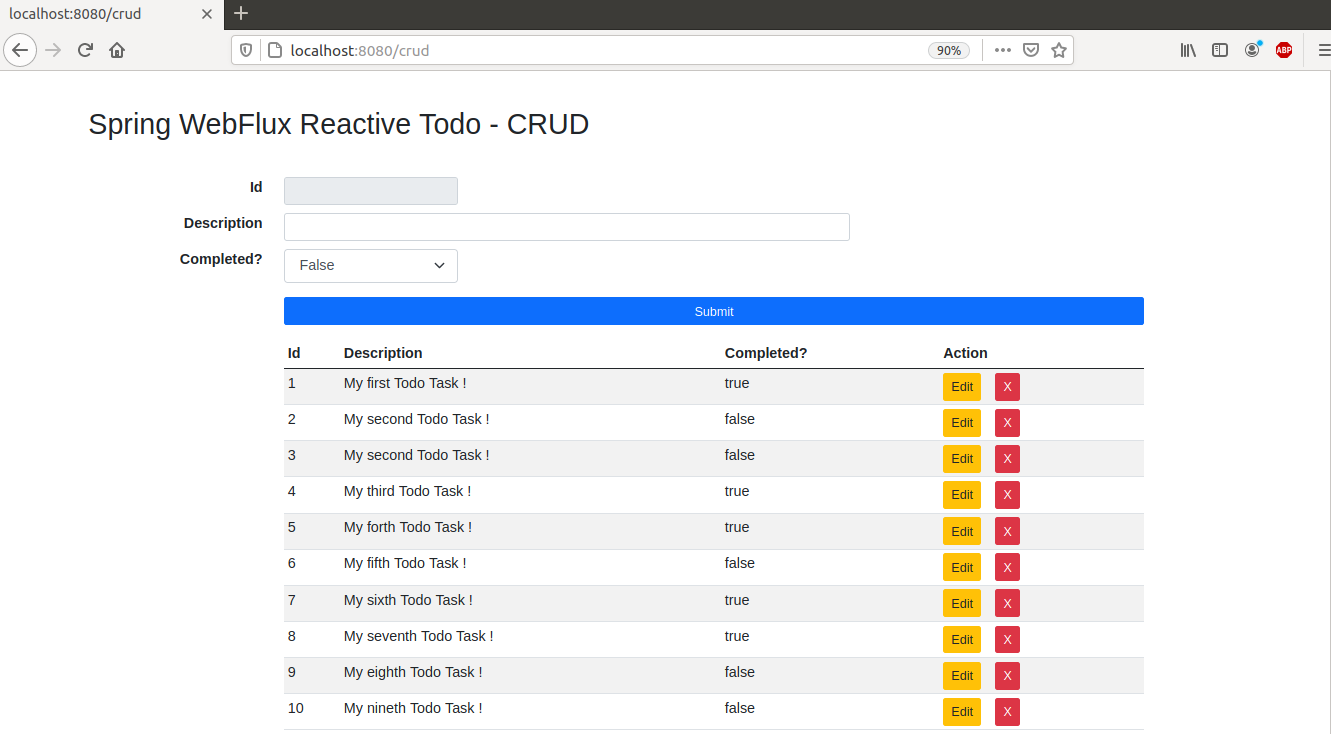 localhost:8080/crud
localhost:8080/crud 90% ABP
Spring WebFlux Reactive Todo - CRUD
Id
Description
Completed?
False
Submit
Id Description Completed? Action
1 My first Todo Task ! true Edit X
2 My second Todo Task ! false Edit X
3 My second Todo Task ! false Edit X
4 My third Todo Task ! true Edit X
5 My forth Todo Task ! true Edit X
6 My fifth Todo Task ! false Edit X
7 My sixth Todo Task ! true Edit X
8 My seventh Todo Task ! true Edit X
9 My eighth Todo Task ! false Edit X
10 My nineth Todo Task ! false Edit X